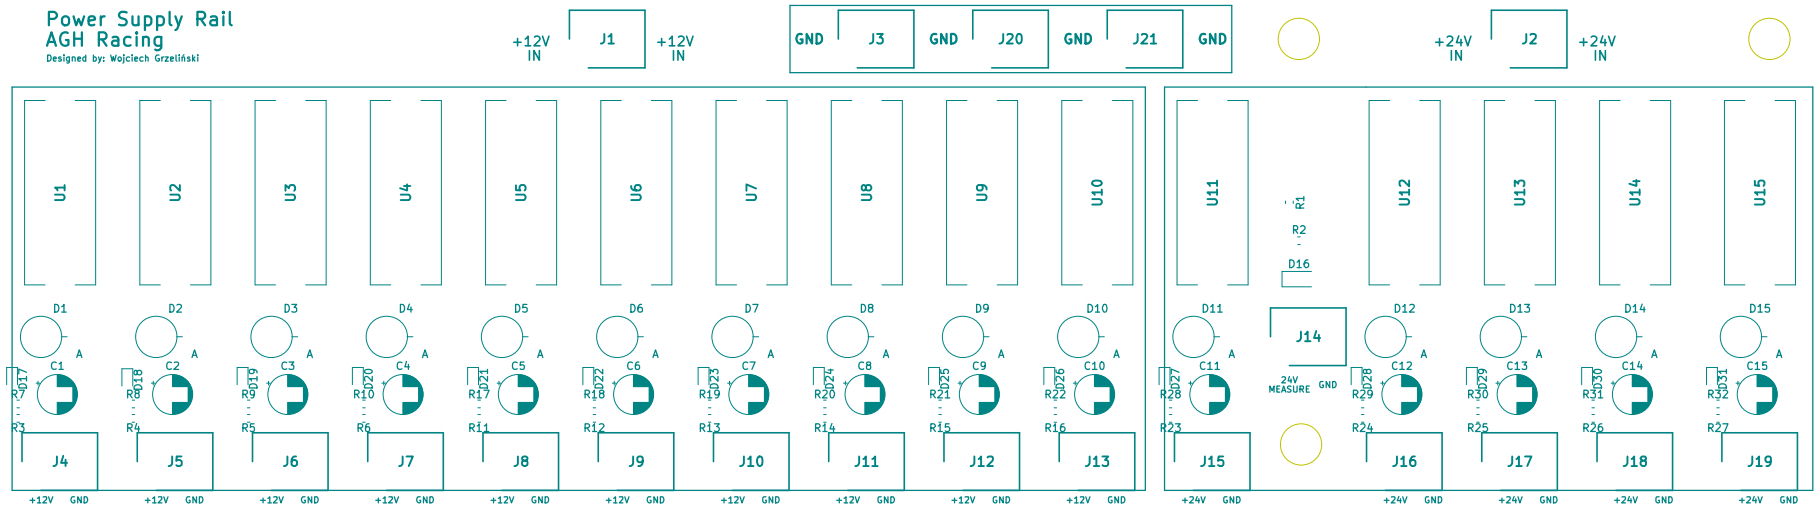 Power Supply Rail
AGH Racing
Designed by: Wojciech Grzeliński
+12V IN
J1
+12V IN
GND
J3
GND
J20
GND
J21
GND
+24V IN
J2
+24V IN
U1 U2 U3 U4 U5 U6 U7 U8 U9 U10 U11 U12 U13 U14 U15
R1
R2
D16
D1 D2 D3 D4 D5 D6 D7 D8 D9 D10 D11 D12 D13 D14 D15
J14
A A A A A A A A A A A A A A A
C1 C2 C3 C4 C5 C6 C7 C8 C9 C10 C11 C12 C13 C14 C15
D17 D18 D19 D20 D21 D22 D23 D24 D25 D26 D27 D28 D29 D30 D31
+ + + + + + + + + + + + + + +
24V
MEASURE
GND
R7 R8 R9 R10 R17 R18 R19 R20 R21 R22 R28 R29 R30 R31 R32
R3 R4 R5 R6 R11 R12 R13 R14 R15 R16 R23 R24 R25 R26 R27
J4 J5 J6 J7 J8 J9 J10 J11 J12 J13 J15 J16 J17 J18 J19
+12V GND +12V GND +12V GND +12V GND +12V GND +12V GND +12V GND +12V GND +12V GND +12V GND +24V GND +24V GND +24V GND +24V GND +24V GND